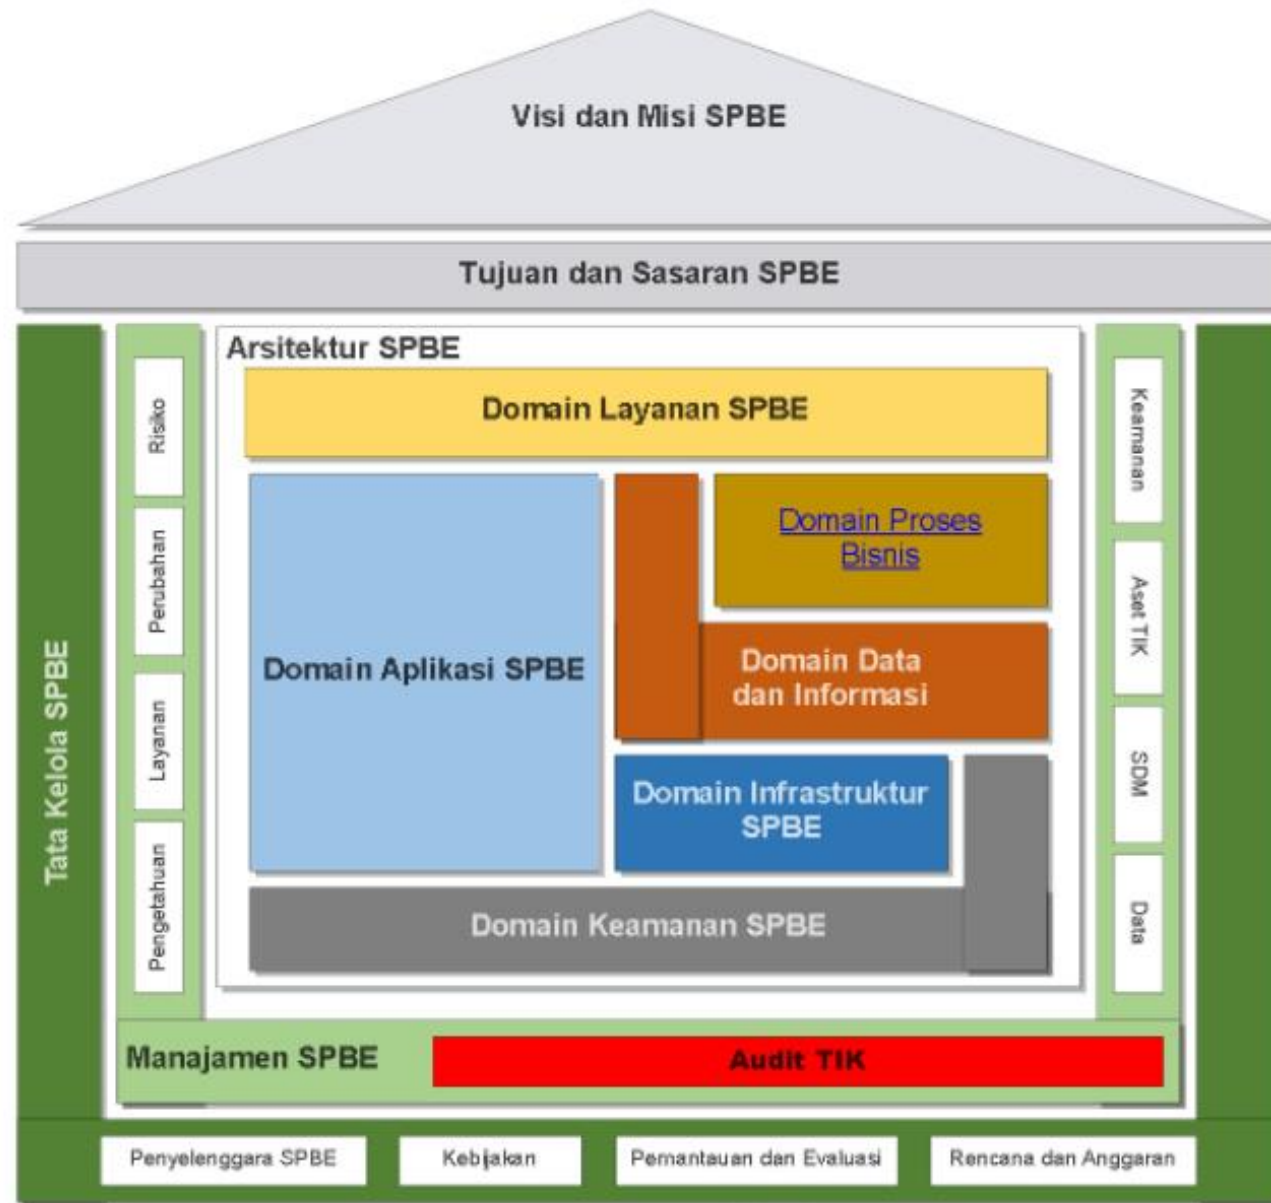 Visi dan Misi SPBE
Tujuan dan Sasaran SPBE
Tata Kelola SPBE
Risiko
Perubahan
Layanan
Pengetahuan
Arsitektur SPBE
Domain Layanan SPBE
Domain Aplikasi SPBE
Domain Proses
Bisnis
Domain Data
dan Informasi
Domain Infrastruktur
SPBE
Domain Keamanan SPBE
Keamanan
Aset TIK
SDM
Data
Manajamen SPBE
Audit TIK
Penyelenggara SPBE
Kebijakan
Pemantauan dan Evaluasi
Rencana dan Anggaran